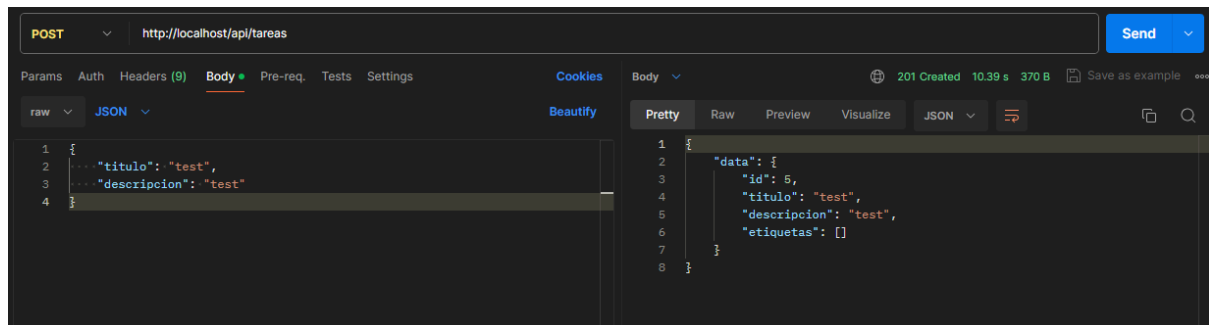 POST http://localhost/api/tareas Send
Params Auth Headers (9) Body Pre-req. Tests Settings Cookies
raw JSON Beautify
1 {
2 "titulo": "test",
3 "descripcion": "test"
4 }
Body 201 Created 10.39 s 370 B Save as example
Pretty Raw Preview Visualize JSON
1 {
2 "data": {
3 "id": 5,
4 "titulo": "test",
5 "descripcion": "test",
6 "etiquetas": []
7 }
8 }